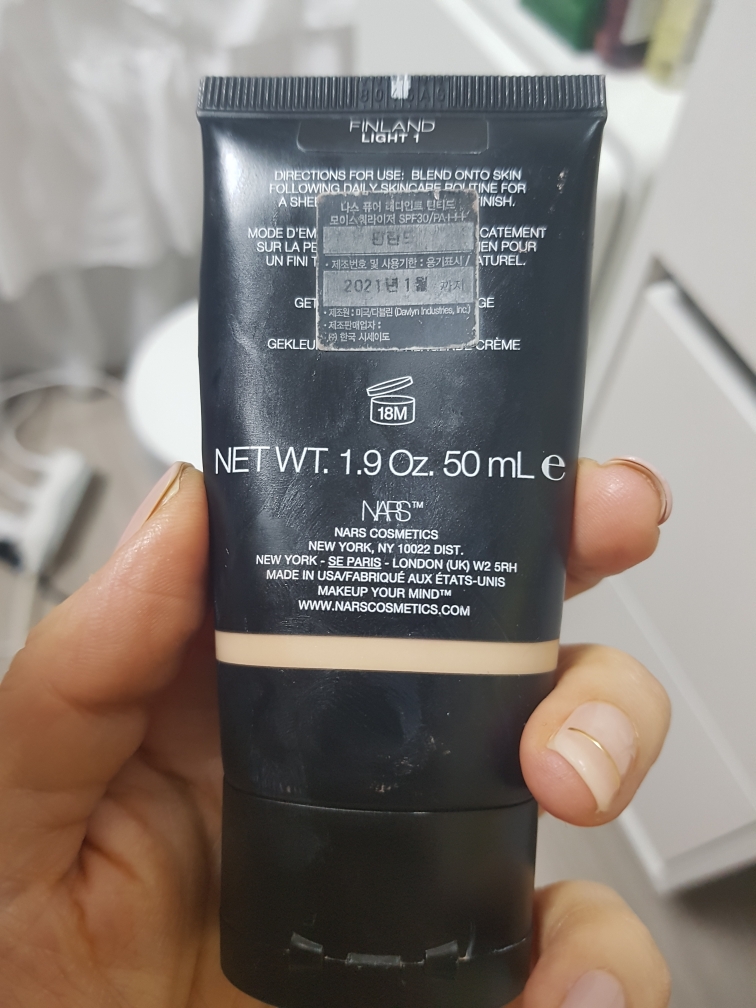 FINLAND
LIGHT 1
DIRECTIONS FOR USE: BLEND ONTO SKIN
FOLLOWING DAILY SKINCARE ROUTINE FOR
A SHE FINISH.
나스 퓨어 래디언트 틴티드
모이스춰라이저 SPF30/PA+++
MODE D'EM CATEMENT
SUR LA PE IEN POUR
UN FINI T ATUREL.
· 제조번호 및 사용기한 : 용기표시 /
2021년 1월 까지
GET GE
· 제조원 : 미국/다블린 (Davlyn Industries, Inc.)
· 제조판매업자 :
㈜ 한국 시세이도
GEKLEU CRÈME
18M
NET WT. 1.9 Oz. 50 mL e
NARS™
NARS COSMETICS
NEW YORK, NY 10022 DIST.
NEW YORK - SE PARIS - LONDON (UK) W2 5RH
MADE IN USA/FABRIQUÉ AUX ÉTATS-UNIS
MAKEUP YOUR MIND™
WWW.NARSCOSMETICS.COM